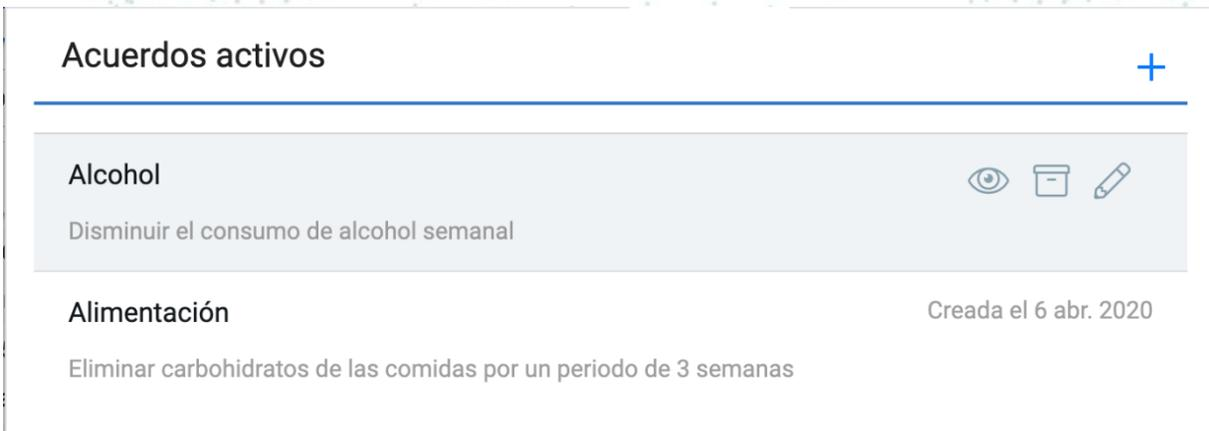 Acuerdos activos
Alcohol
Disminuir el consumo de alcohol semanal
Alimentación
Creada el 6 abr. 2020
Eliminar carbohidratos de las comidas por un periodo de 3 semanas